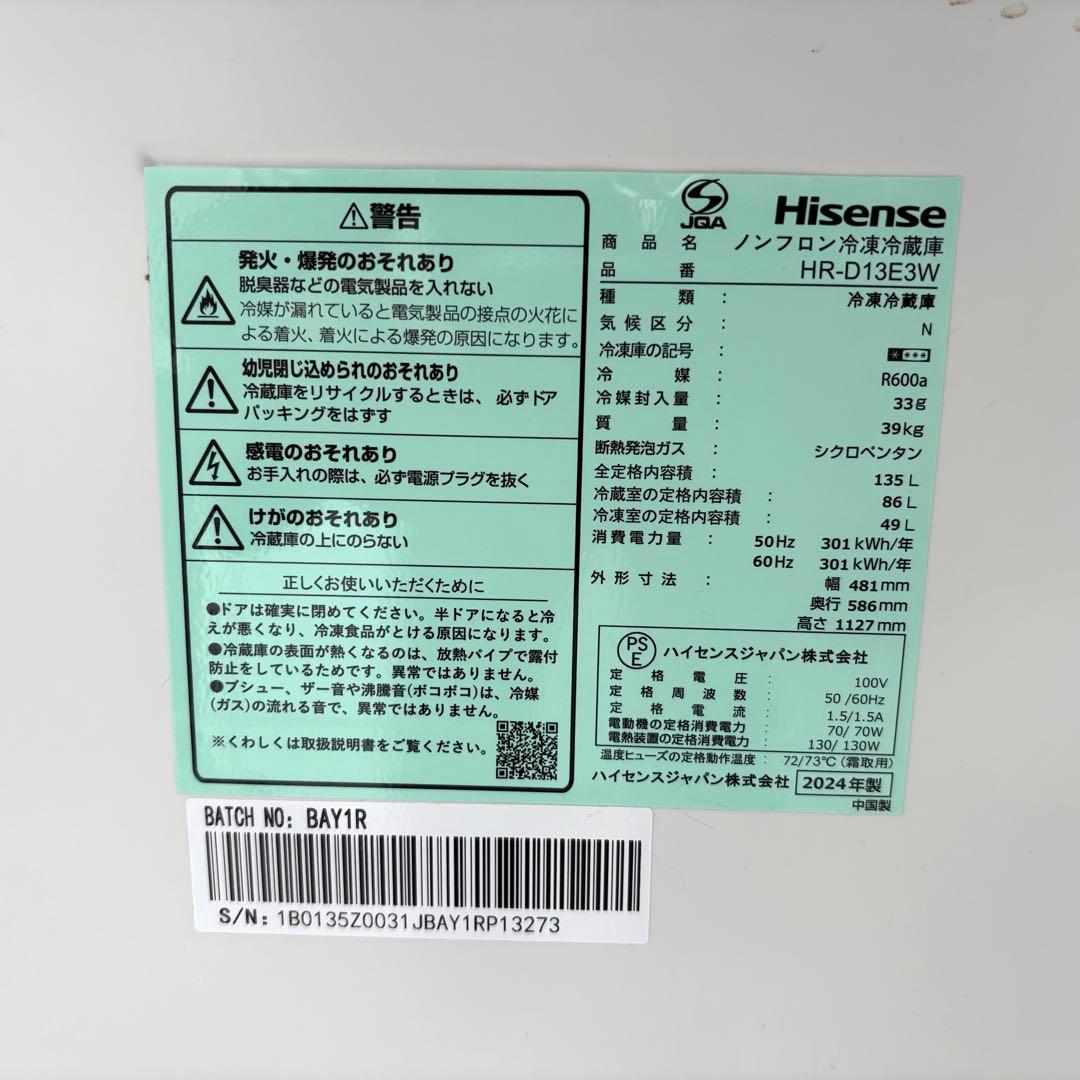 ⚠警告
発火・爆発のおそれあり
脱臭器などの電気製品を入れない
冷媒が漏れていると電気製品の接点の火花に
よる着火、着火による爆発の原因になります。
幼児閉じ込められのおそれあり
冷蔵庫をリサイクルするときは、必ずドア
パッキングをはずす
感電のおそれあり
お手入れの際は、必ず電源プラグを抜く
けがのおそれあり
冷蔵庫の上にのらない
正しくお使いいただくために
●ドアは確実に閉めてください。半ドアになると冷
えが悪くなり、冷凍食品がとける原因になります。
●冷蔵庫の表面が熱くなるのは、放熱パイプで露付
防止をしているためです。異常ではありません。
●ブシュー、ザー音や沸騰音(ボコボコ)は、冷媒
(ガス)の流れる音で、異常ではありません。
※くわしくは取扱説明書をご覧ください。
JQA Hisense
商品名 ノンフロン冷凍冷蔵庫
品番 HR-D13E3W
種類 : 冷凍冷蔵庫
気候区分 : N
冷凍庫の記号 : ****
冷媒 : R600a
冷媒封入量 : 33g
質量 : 39kg
断熱発泡ガス : シクロペンタン
全定格内容積 : 135 L
冷蔵室の定格内容積 : 86 L
冷凍室の定格内容積 : 49 L
消費電力量 : 50Hz 301 kWh/年
60Hz 301 kWh/年
外形寸法 : 幅 481mm
奥行 586mm
高さ 1127mm
PS
E ハイセンスジャパン株式会社
定格電圧 : 100V
定格周波数 : 50 /60Hz
定格電流 : 1.5/1.5A
電動機の定格消費電力 : 70/ 70W
電熱装置の定格消費電力 : 130/ 130W
温度ヒューズの定格動作温度 : 72/73℃ (霜取用)
ハイセンスジャパン株式会社 2024年製
中国製
BATCH NO: BAY1R
S/N: 1B0135Z0031JBAY1RP13273